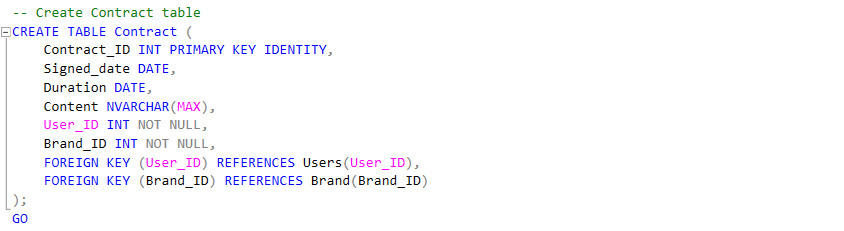 -- Create Contract table
CREATE TABLE Contract (
Contract_ID INT PRIMARY KEY IDENTITY,
Signed_date DATE,
Duration DATE,
Content NVARCHAR(MAX),
User_ID INT NOT NULL,
Brand_ID INT NOT NULL,
FOREIGN KEY (User_ID) REFERENCES Users(User_ID),
FOREIGN KEY (Brand_ID) REFERENCES Brand(Brand_ID)
);
GO